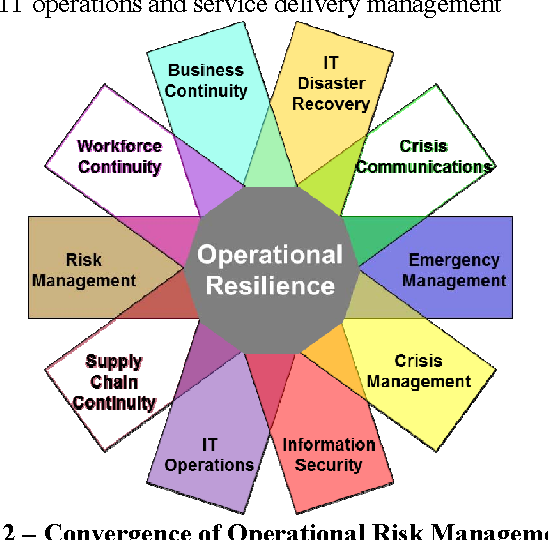 IT operations and service delivery management
Business
Continuity
IT
Disaster
Recovery
Crisis
Communications
Emergency
Management
Crisis
Management
Information
Security
IT
Operations
Supply
Chain
Continuity
Risk
Management
Workforce
Continuity
Operational
Resilience
2 – Convergence of Operational Risk Manageme